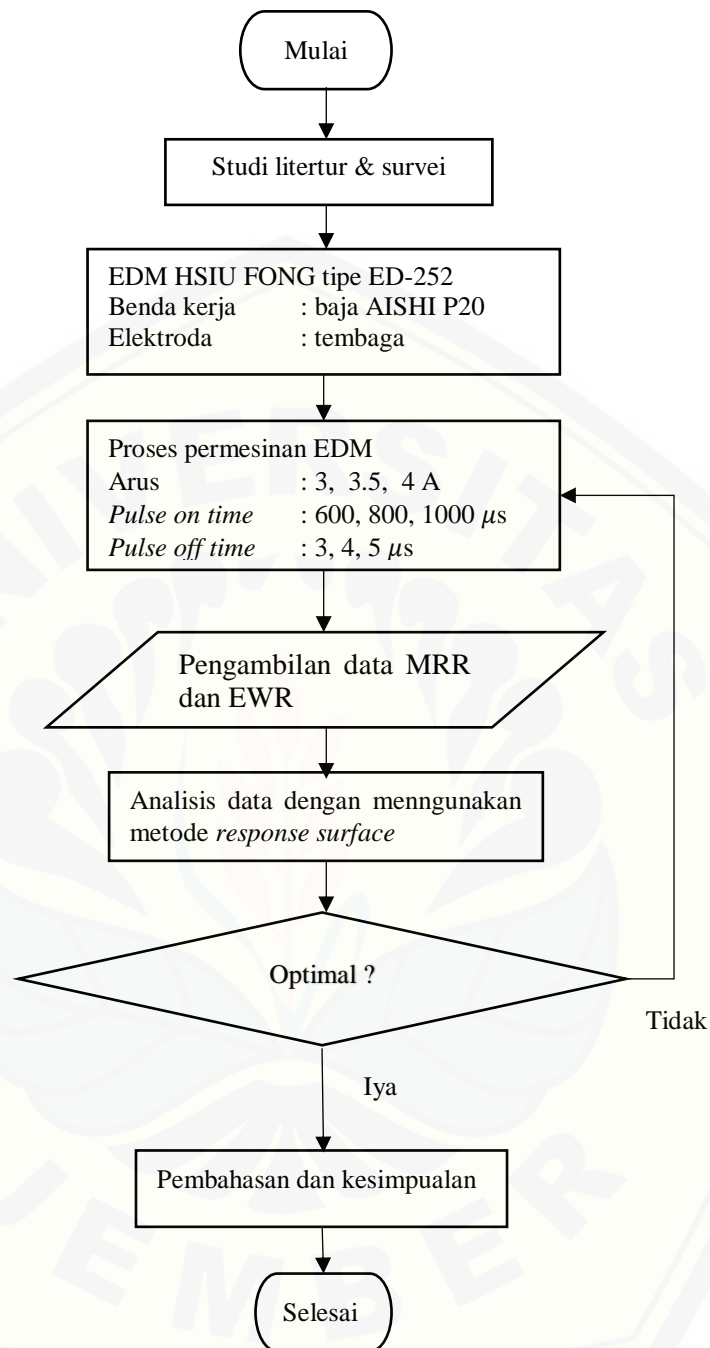 Mulai
Studi litertur & survei
EDM HSIU FONG tipe ED-252
Benda kerja : baja AISHI P20
Elektroda : tembaga
Proses permesinan EDM
Arus : 3, 3.5, 4 A
Pulse on time : 600, 800, 1000 µs
Pulse off time : 3, 4, 5 µs
Pengambilan data MRR
dan EWR
Analisis data dengan menngunakan
metode response surface
Optimal ?
Tidak
Iya
Pembahasan dan kesimpualan
Selesai
UNIVERSITAS
JEMBER